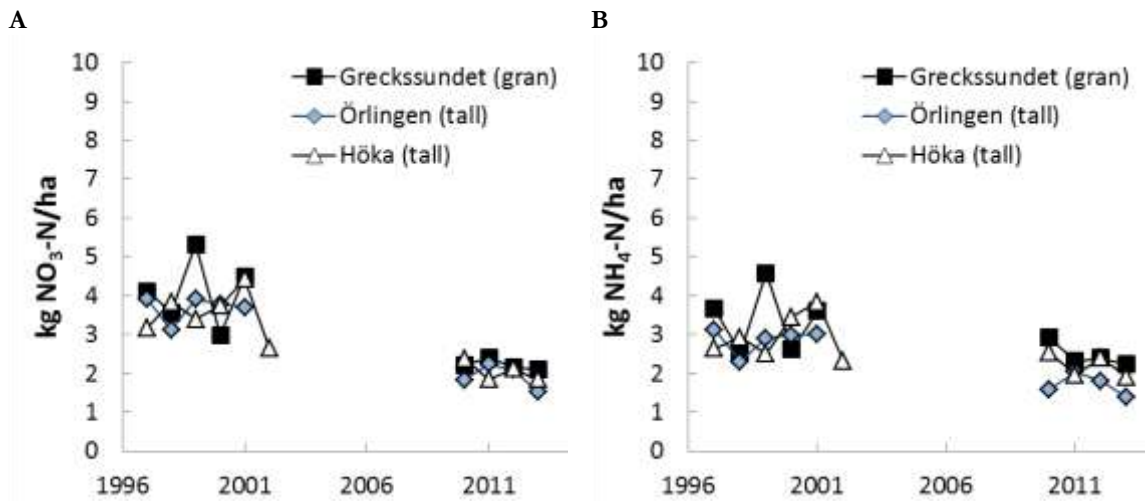 A
kg NO3-N/ha
10
9
8
7
6
5
4
3
2
1
0
1996 2001 2006 2011
Greckssundet (gran)
Örlingen (tall)
Höka (tall)
B
kg NH4-N/ha
10
9
8
7
6
5
4
3
2
1
0
1996 2001 2006 2011
Greckssundet (gran)
Örlingen (tall)
Höka (tall)